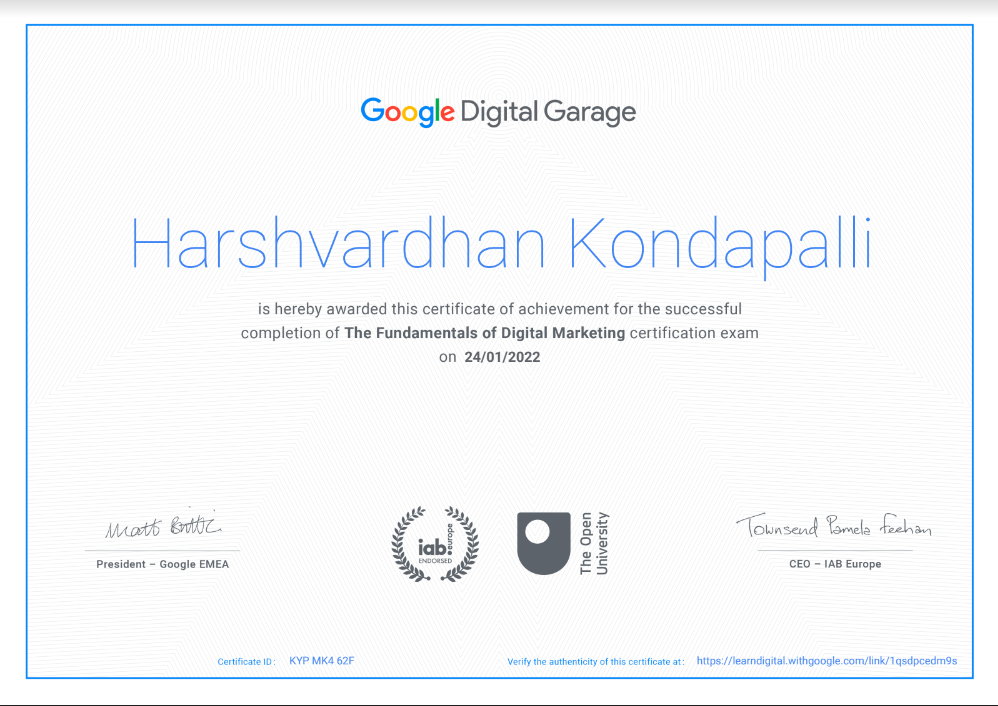 Google Digital Garage
Harshvardhan Kondapalli
is hereby awarded this certificate of achievement for the successful
completion of The Fundamentals of Digital Marketing certification exam
on 24/01/2022
Matt Brittin
President – Google EMEA
iab.europe
ENDORSED
The Open
University
Townsend Pamela Feehan
CEO – IAB Europe
Certificate ID : KYP MK4 62F
Verify the authenticity of this certificate at : https://learndigital.withgoogle.com/link/1qsdpcedm9s